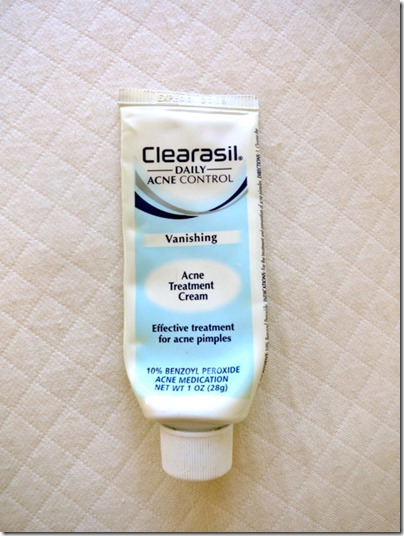 Clearasil®
DAILY
ACNE CONTROL
Vanishing
Acne
Treatment
Cream
Effective treatment
for acne pimples
10% BENZOYL PEROXIDE
ACNE MEDICATION
NET WT 1 OZ (28g)